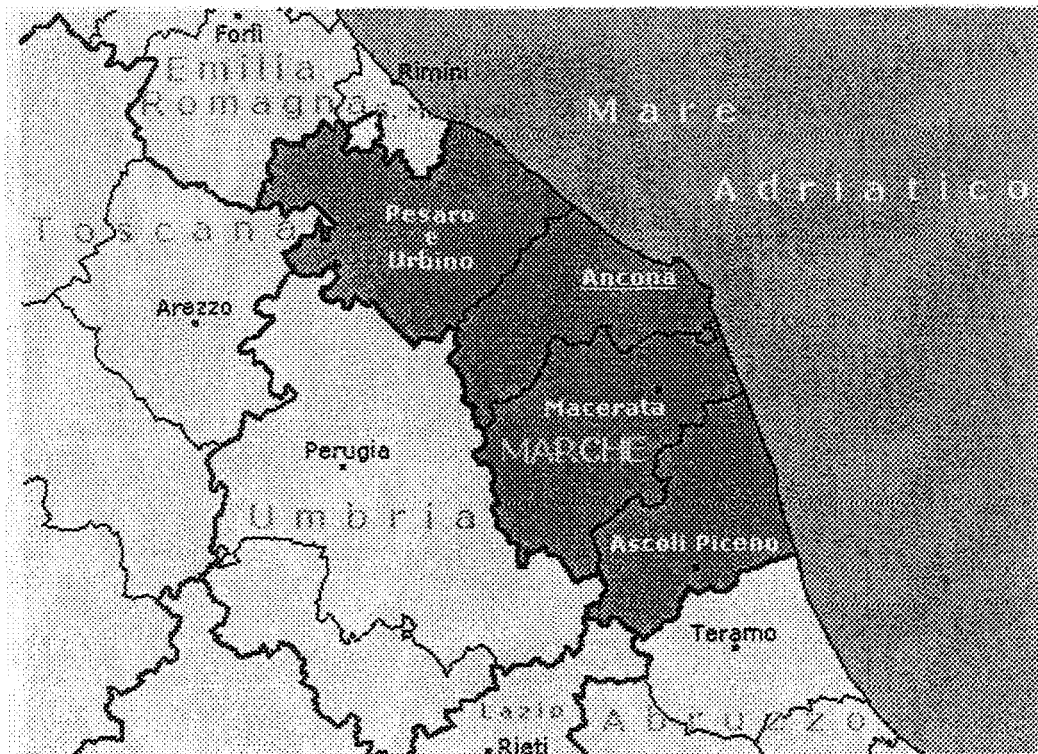 Forlì
Emilia
Rimini
Romagna
Mare
Adriatico
Pesaro
e
Urbino
Toscana
Ancona
Arezzo
Macerata
MARCHE
Perugia
Umbria
Ascoli Piceno
Teramo
Lazio
Abruzzo
Rieti